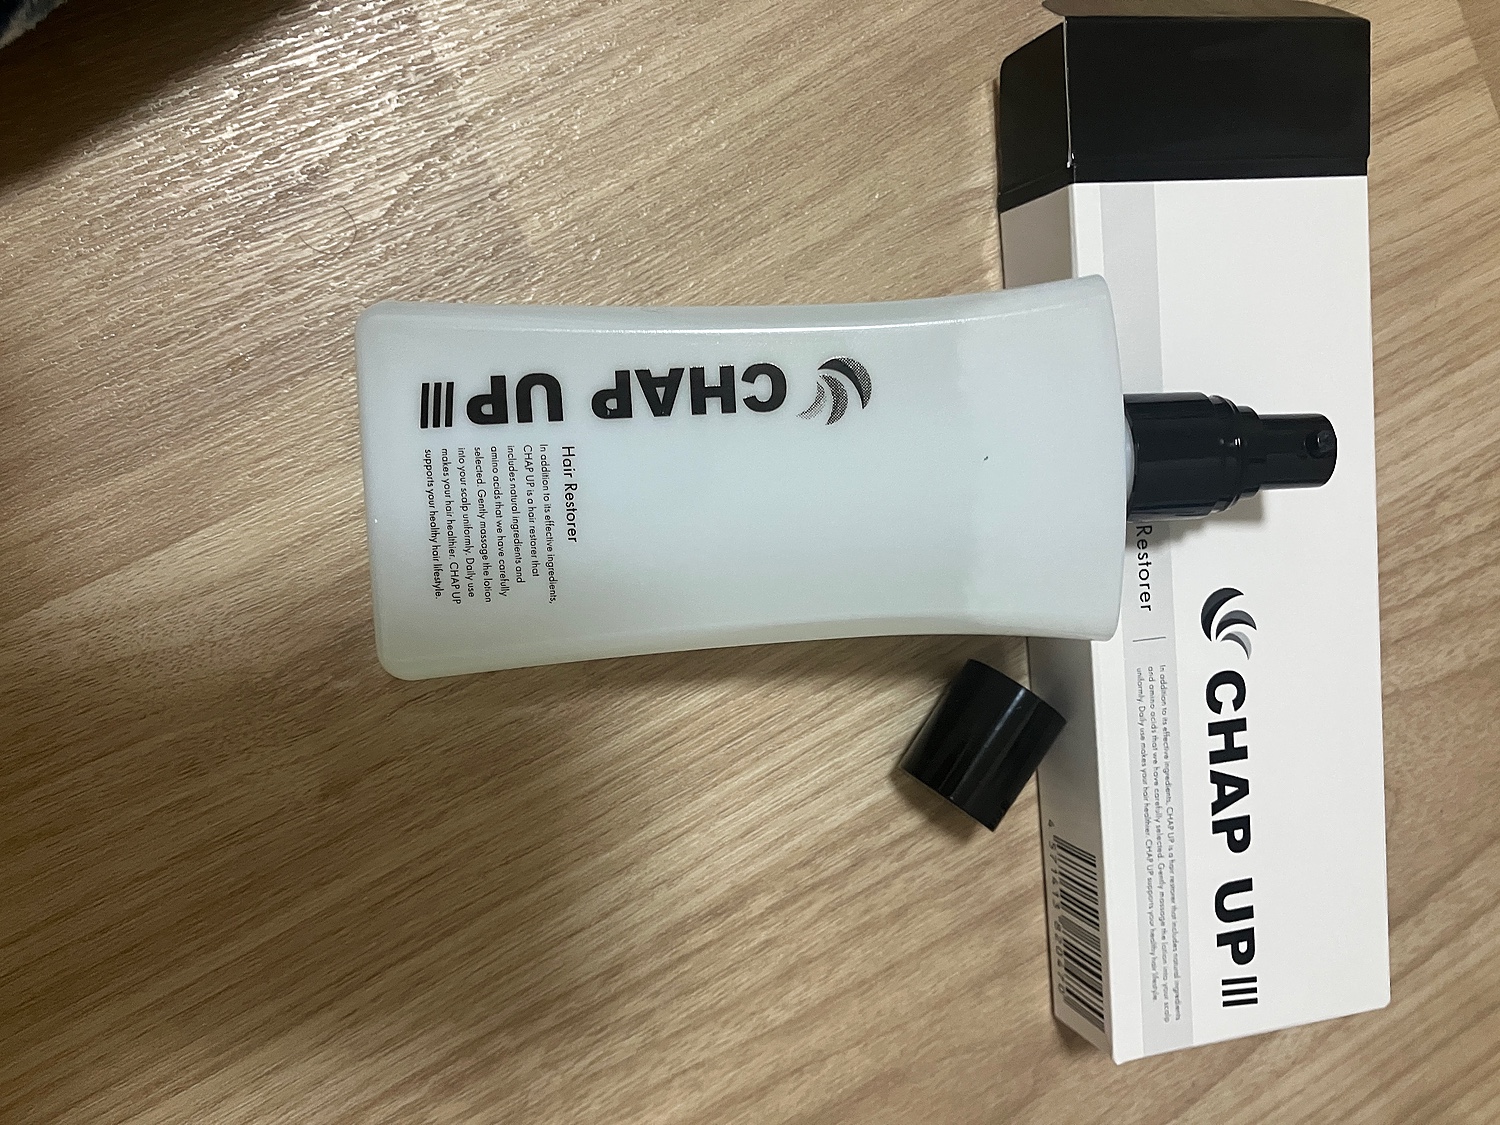 CHAP UP
Hair Restorer
In addition to its effective ingredients,
CHAP UP is a hair restorer that
includes natural ingredients and
amino acids that we have carefully
selected. Gently massage the lotion
into your scalp uniformly. Daily use
makes your hair healthier. CHAP UP
supports your healthy hair lifestyle.
CHAP UP
Restorer
In addition to its effective ingredients, CHAP UP is a hair restorer that includes natural ingredients
and amino acids that we have carefully selected. Gently massage the lotion into your scalp
uniformly. Daily use makes your hair healthier. CHAP UP supports your healthy hair lifestyle.
4 571413 820470